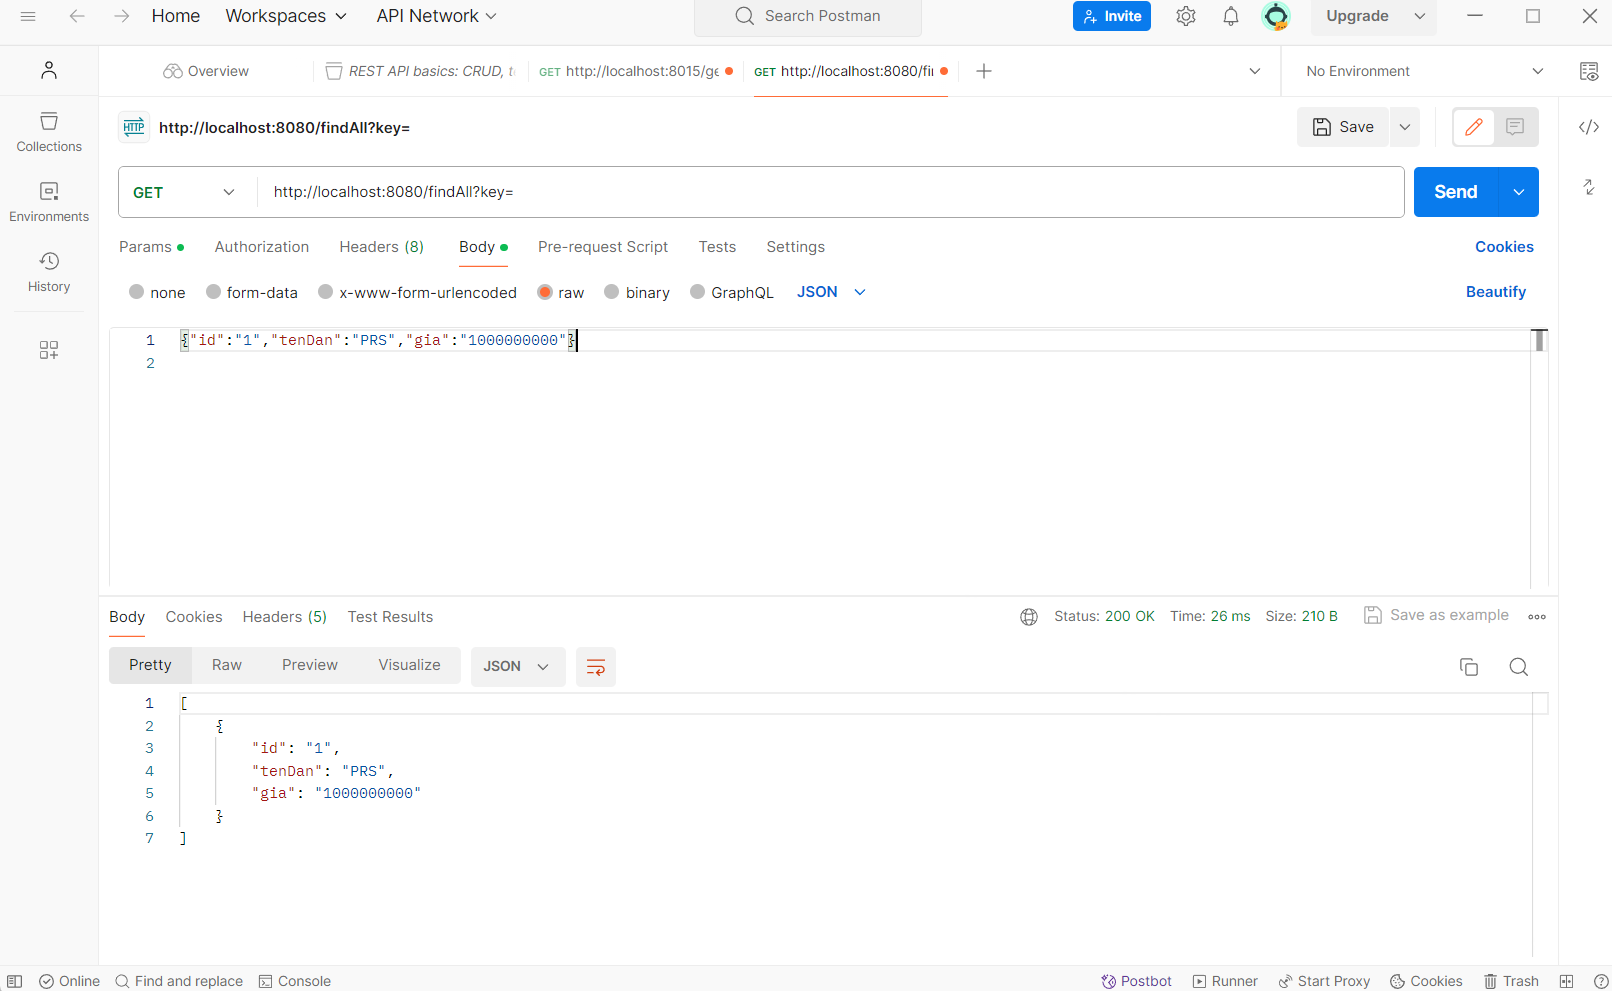 Home Workspaces API Network Search Postman Invite Upgrade
Overview REST API basics: CRUD, t GET http://localhost:8015/ge GET http://localhost:8080/fin No Environment
HTTP http://localhost:8080/findAll?key= Save
Collections
GET http://localhost:8080/findAll?key= Send
Environments
Params Authorization Headers (8) Body Pre-request Script Tests Settings Cookies
History
none form-data x-www-form-urlencoded raw binary GraphQL JSON Beautify
1 {"id":"1","tenDan":"PRS","gia":"1000000000"}
2
Body Cookies Headers (5) Test Results Status: 200 OK Time: 26 ms Size: 210 B Save as example
Pretty Raw Preview Visualize JSON
1 [
2 {
3 "id": "1",
4 "tenDan": "PRS",
5 "gia": "1000000000"
6 }
7 ]
Online Find and replace Console Postbot Runner Start Proxy Cookies Trash